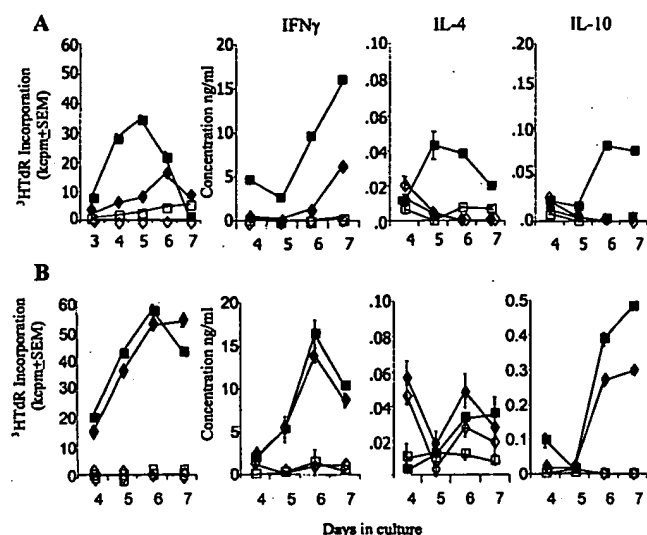 A
IFNγ
IL-4
IL-10
³HTdR Incorporation
(kcpm±SEM)
60
50
40
30
20
10
0
3 4 5 6 7
Concentration ng/ml
20
15
10
5
0
4 5 6 7
.10
.08
.06
.04
.02
0
4 5 6 7
.20
.15
.10
.05
0
4 5 6 7
B
³HTdR Incorporation
(kcpm±SEM)
60
50
40
30
20
10
0
4 5 6 7
Concentration ng/ml
20
15
10
5
0
4 5 6 7
.10
.08
.06
.04
.02
4 5 6 7
0.5
0.4
0.3
0.2
0.1
0
4 5 6 7
Days in culture